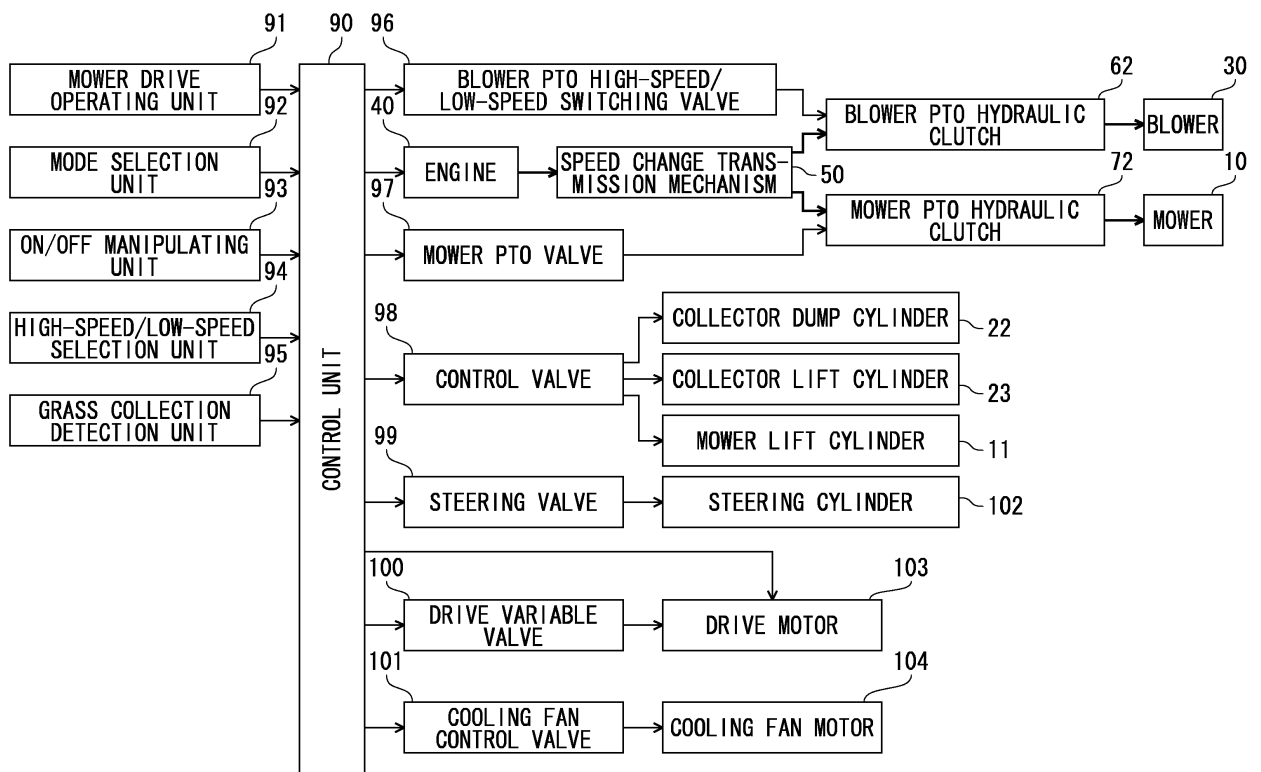 91
MOWER DRIVE
OPERATING UNIT
92
MODE SELECTION
UNIT
93
ON/OFF MANIPULATING
UNIT
94
HIGH-SPEED/LOW-SPEED
SELECTION UNIT
95
GRASS COLLECTION
DETECTION UNIT
90
CONTROL UNIT
96
BLOWER PTO HIGH-SPEED/
LOW-SPEED SWITCHING VALVE
40
ENGINE
SPEED CHANGE TRANS-
MISSION MECHANISM
50
97
MOWER PTO VALVE
62
BLOWER PTO HYDRAULIC
CLUTCH
30
BLOWER
72
MOWER PTO HYDRAULIC
CLUTCH
10
MOWER
98
CONTROL VALVE
COLLECTOR DUMP CYLINDER
22
COLLECTOR LIFT CYLINDER
23
MOWER LIFT CYLINDER
11
99
STEERING VALVE
STEERING CYLINDER
102
100
DRIVE VARIABLE
VALVE
103
DRIVE MOTOR
101
COOLING FAN
CONTROL VALVE
104
COOLING FAN MOTOR